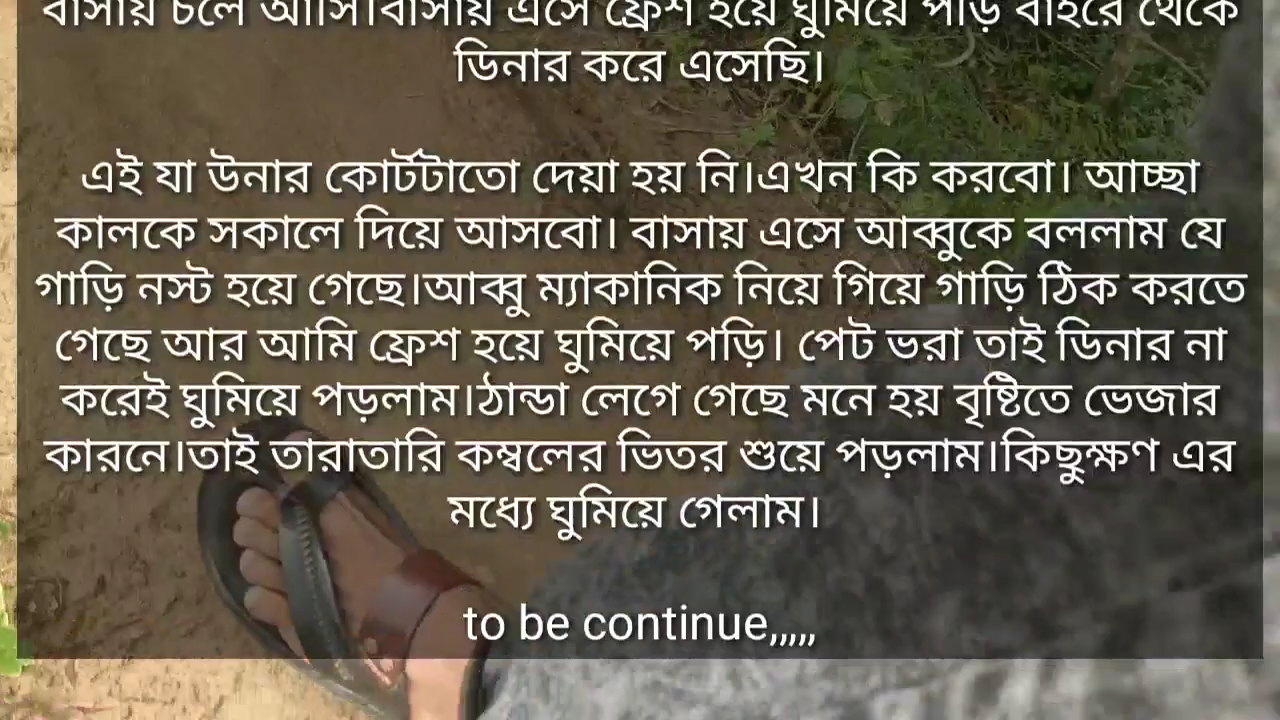 বাসায় চলে আসি।বাসায় এসে ফ্রেশ হয়ে ঘুমিয়ে পড়ি বাহিরে থেকে
ডিনার করে এসেছি।
এই যা উনার কোর্টটাতো দেয়া হয় নি।এখন কি করবো। আচ্ছা
কালকে সকালে দিয়ে আসবো। বাসায় এসে আব্বুকে বললাম যে
গাড়ি নস্ট হয়ে গেছে।আব্বু ম্যাকানিক নিয়ে গিয়ে গাড়ি ঠিক করতে
গেছে আর আমি ফ্রেশ হয়ে ঘুমিয়ে পড়ি। পেট ভরা তাই ডিনার না
করেই ঘুমিয়ে পড়লাম।ঠান্ডা লেগে গেছে মনে হয় বৃষ্টিতে ভেজার
কারনে।তাই তারাতারি কম্বলের ভিতর শুয়ে পড়লাম।কিছুক্ষণ এর
মধ্যে ঘুমিয়ে গেলাম।
to be continue,,,,,